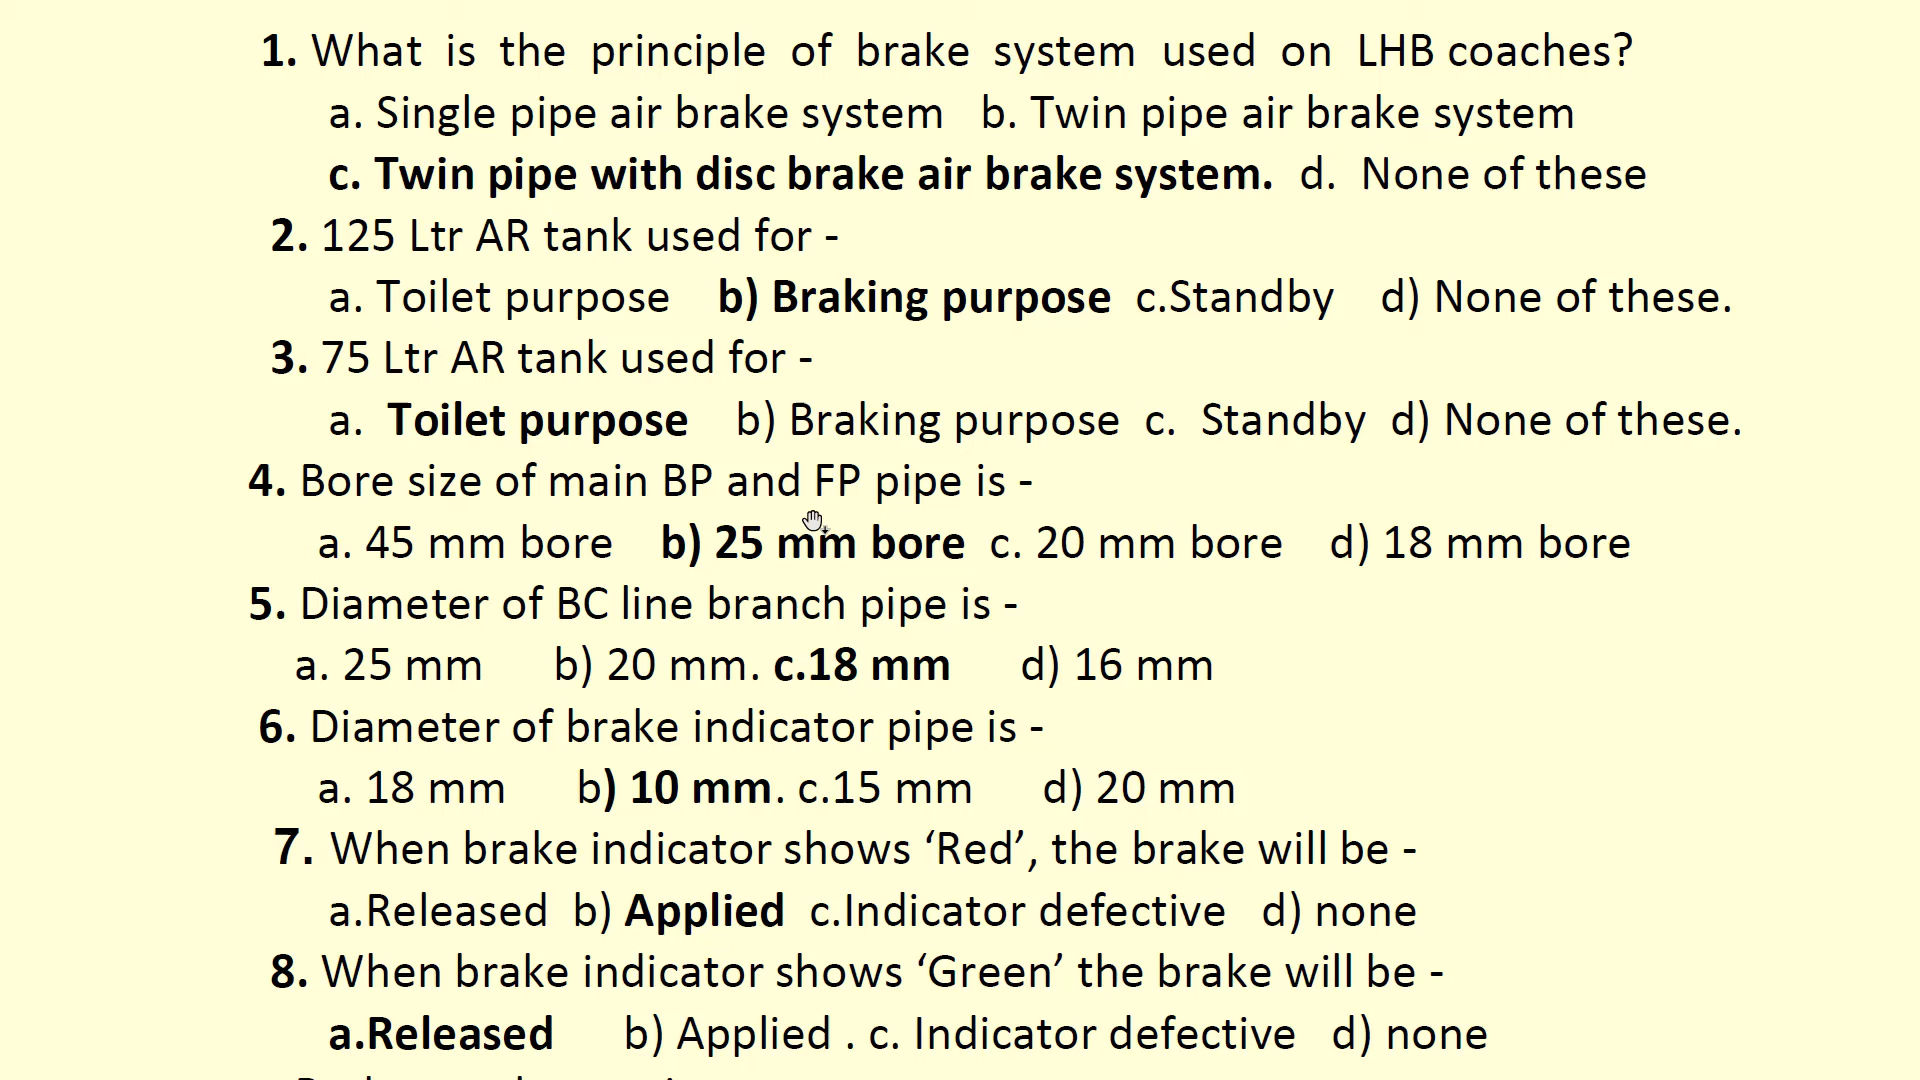 1. What is the principle of brake system used on LHB coaches?
a. Single pipe air brake system b. Twin pipe air brake system
c. Twin pipe with disc brake air brake system. d. None of these
2. 125 Ltr AR tank used for -
a. Toilet purpose b) Braking purpose c.Standby d) None of these.
3. 75 Ltr AR tank used for -
a. Toilet purpose b) Braking purpose c. Standby d) None of these.
4. Bore size of main BP and FP pipe is -
a. 45 mm bore b) 25 mm bore c. 20 mm bore d) 18 mm bore
5. Diameter of BC line branch pipe is -
a. 25 mm b) 20 mm. c.18 mm d) 16 mm
6. Diameter of brake indicator pipe is -
a. 18 mm b) 10 mm. c.15 mm d) 20 mm
7. When brake indicator shows ‘Red’, the brake will be -
a.Released b) Applied c.Indicator defective d) none
8. When brake indicator shows ‘Green’ the brake will be -
a.Released b) Applied . c. Indicator defective d) none